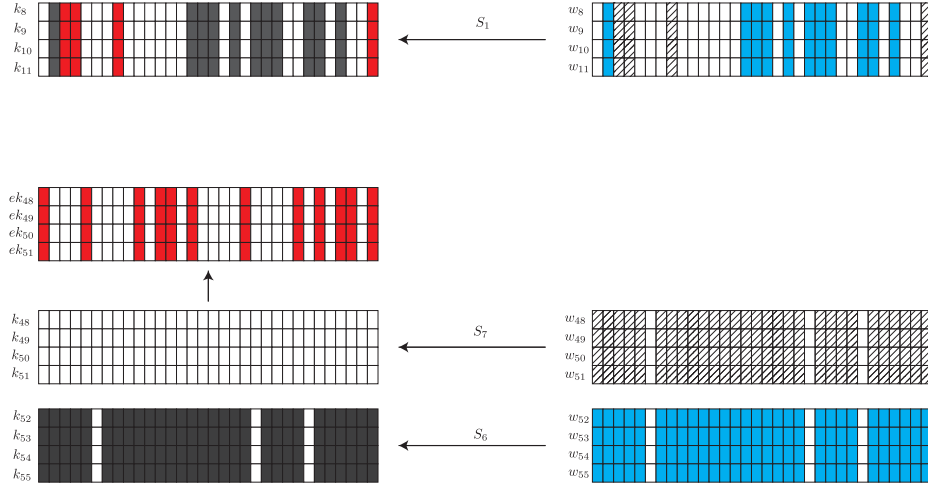 k₈ S₁ w₈
k₉ w₉
k₁₀ w₁₀
k₁₁ w₁₁
ek₄₈
ek₄₉
ek₅₀
ek₅₁
k₄₈ S₇ w₄₈
k₄₉ w₄₉
k₅₀ w₅₀
k₅₁ w₅₁
k₅₂ S₆ w₅₂
k₅₃ w₅₃
k₅₄ w₅₄
k₅₅ w₅₅